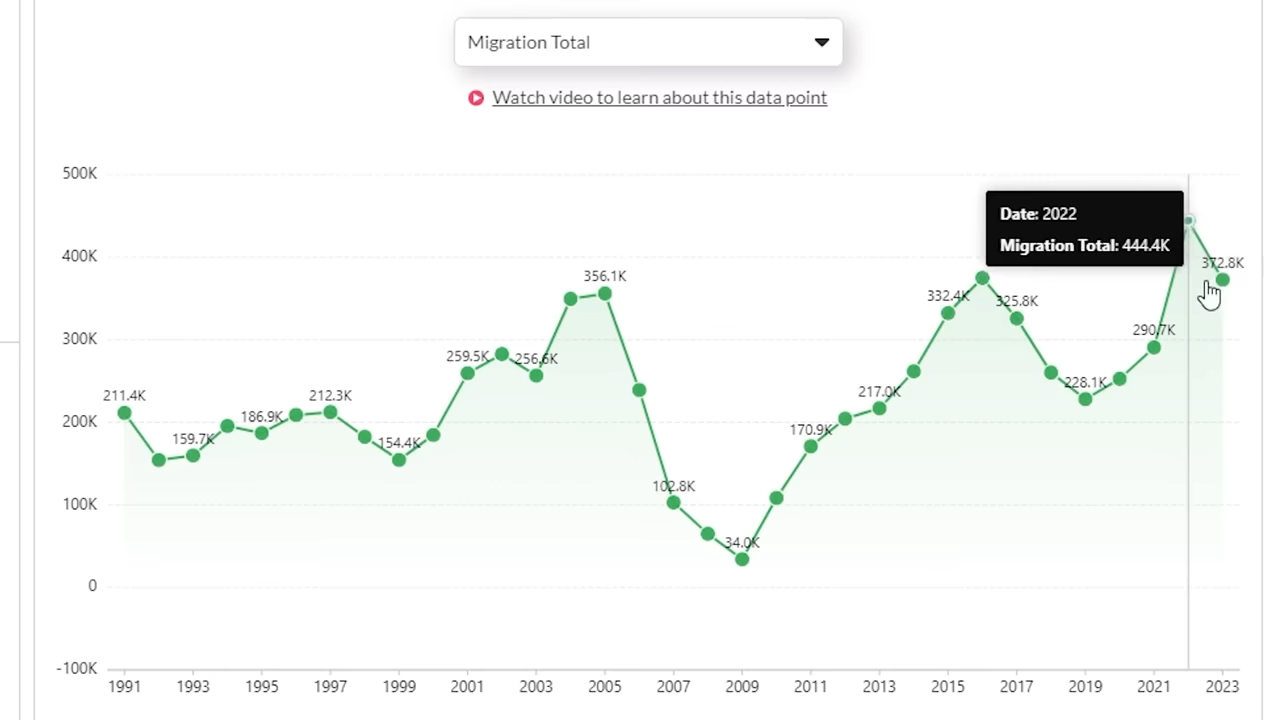 Migration Total
Watch video to learn about this data point
500K
400K
300K
200K
100K
0
-100K
Date: 2022
Migration Total: 444.4K
211.4K
159.7K
186.9K
212.3K
154.4K
259.5K
256.6K
356.1K
102.8K
34.0K
170.9K
217.0K
332.4K
325.8K
228.1K
290.7K
372.8K
1991 1993 1995 1997 1999 2001 2003 2005 2007 2009 2011 2013 2015 2017 2019 2021 2023